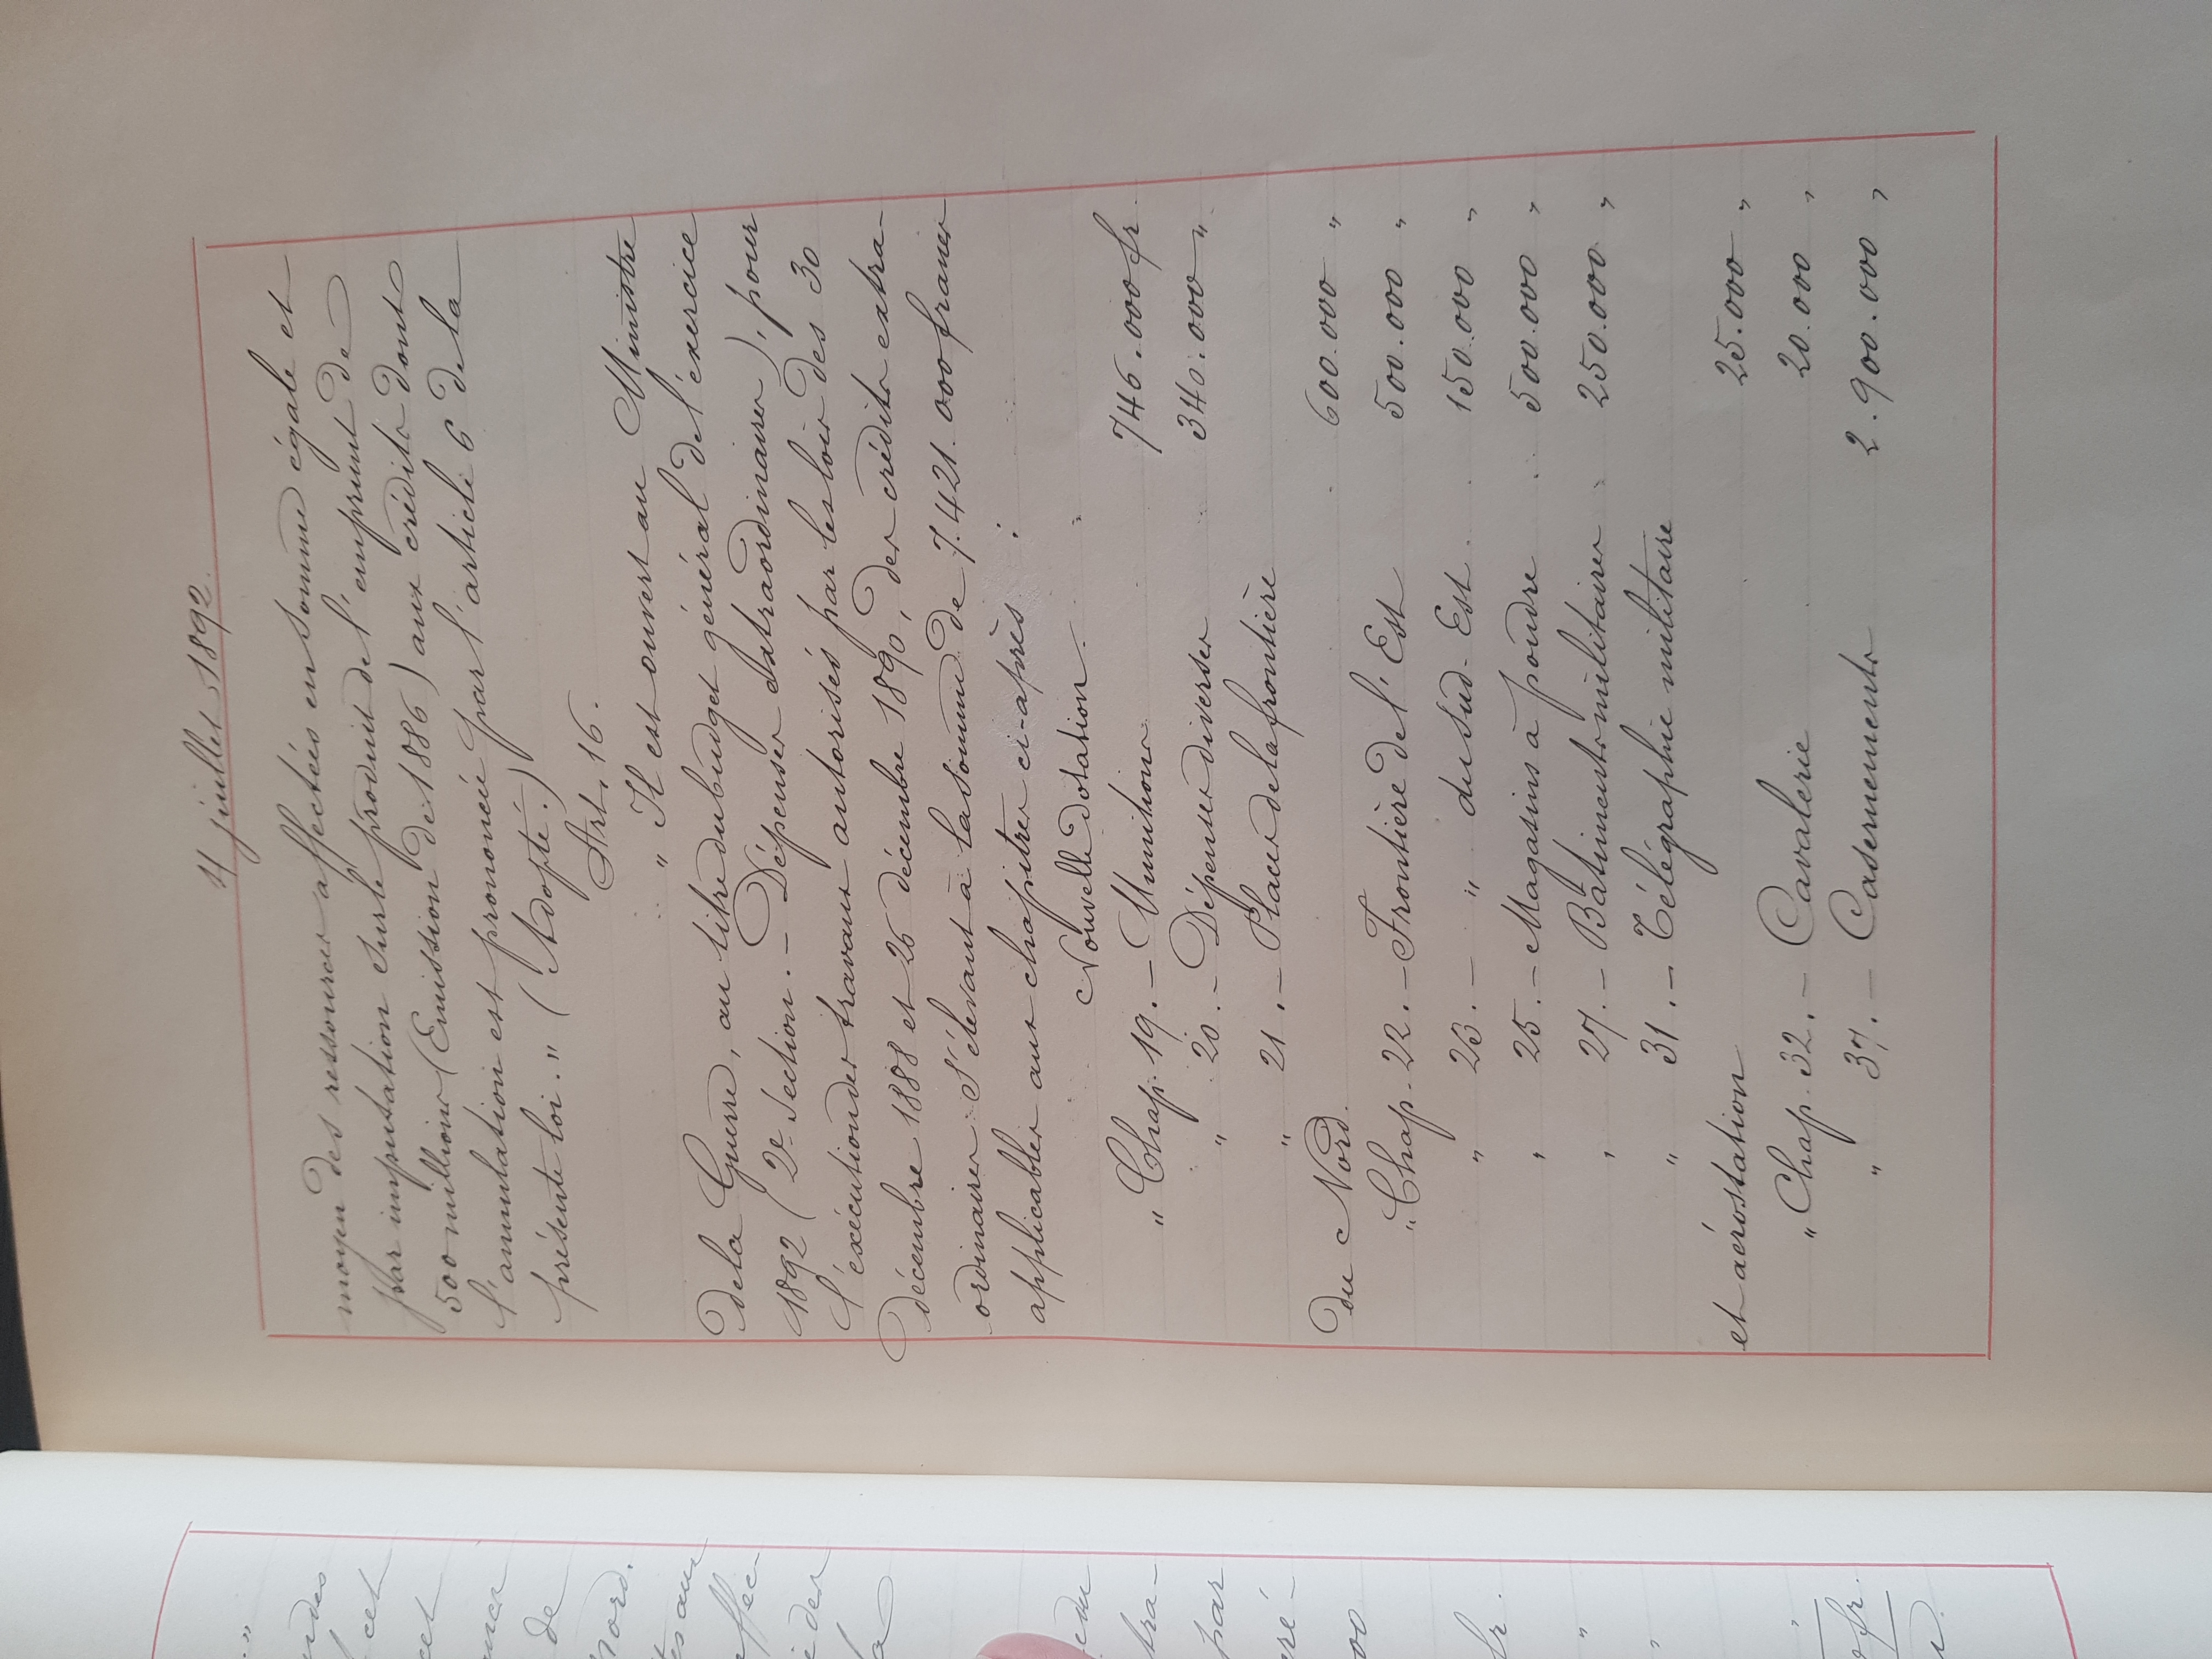 4 juillet 1892.
moyen des ressources affectées en somme égale et
par imputation sur le produit de l'emprunt de
500 millions (Emission de 1886) aux crédits dont
l'annulation est prononcée par l'article 6 de la
présente loi. " (Adopté.)
Art. 16.
" Il est ouvert au Ministre
de la Guerre, au titre du budget général de l'exercice
1892 (2e Section. - Dépenses extraordinaires), pour
l'exécution des travaux autorisés par les lois des 30
décembre 1888 et 26 décembre 1890, des crédits extra-
ordinaires s'élevant à la somme de 7.421.000 francs
applicables aux chapitres ci-après :
Nouvelle dotation.
" Chap. 19. - Munitions 746.000 fr.
" 20. - Dépenses diverses 340.000 "
" 21. - Places de la frontière
du Nord. 600.000 "
" Chap. 22. - Frontière de l'Est 500.000 "
" 23. - " du Sud-Est. 150.000 "
" 25. - Magasins à poudre 500.000 "
" 27. - Bâtiments militaires 250.000 "
" 31. - Télégraphie militaire
et aérostation 25.000 "
" Chap. 32. - Cavalerie 20.000 "
" 37. - Casernements 2.900.000 "